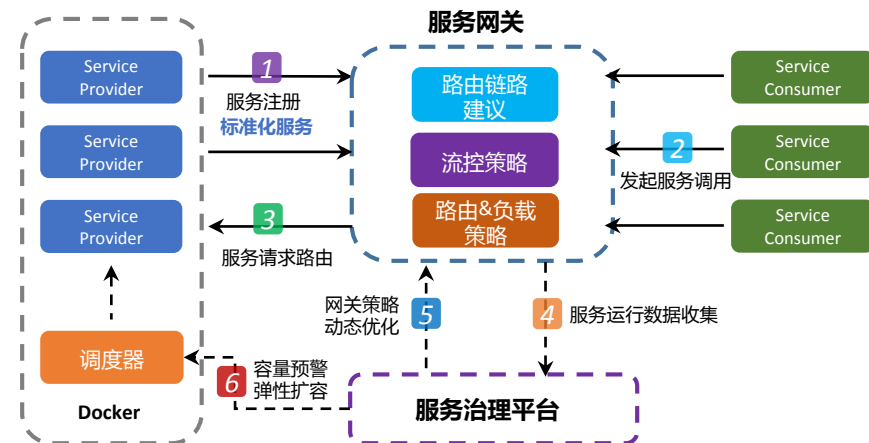 服务网关
Service
Provider
1
服务注册
标准化服务
路由链路
建议
Service
Consumer
Service
Provider
流控策略
2
发起服务调用
Service
Consumer
Service
Provider
3
服务请求路由
路由&负载
策略
Service
Consumer
网关策略
动态优化
5
4
服务运行数据收集
调度器
6
容量预警
弹性扩容
Docker
服务治理平台